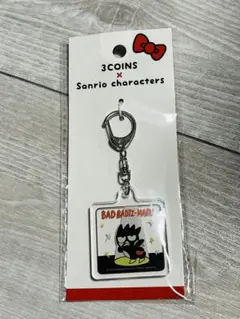 3COINS
×
Sanrio characters
BAD BADTZ-MARU